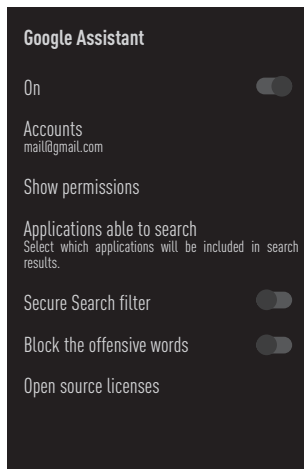 Google Assistant
On
Accounts
mail@gmail.com
Show permissions
Applications able to search
Select which applications will be included in search
results.
Secure Search filter
Block the offensive words
Open source licenses